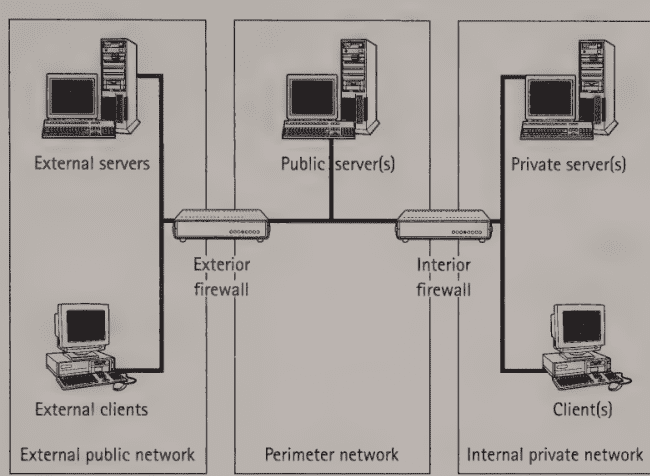 External servers
Public server(s)
Private server(s)
Exterior
firewall
Interior
firewall
External clients
Client(s)
External public network
Perimeter network
Internal private network